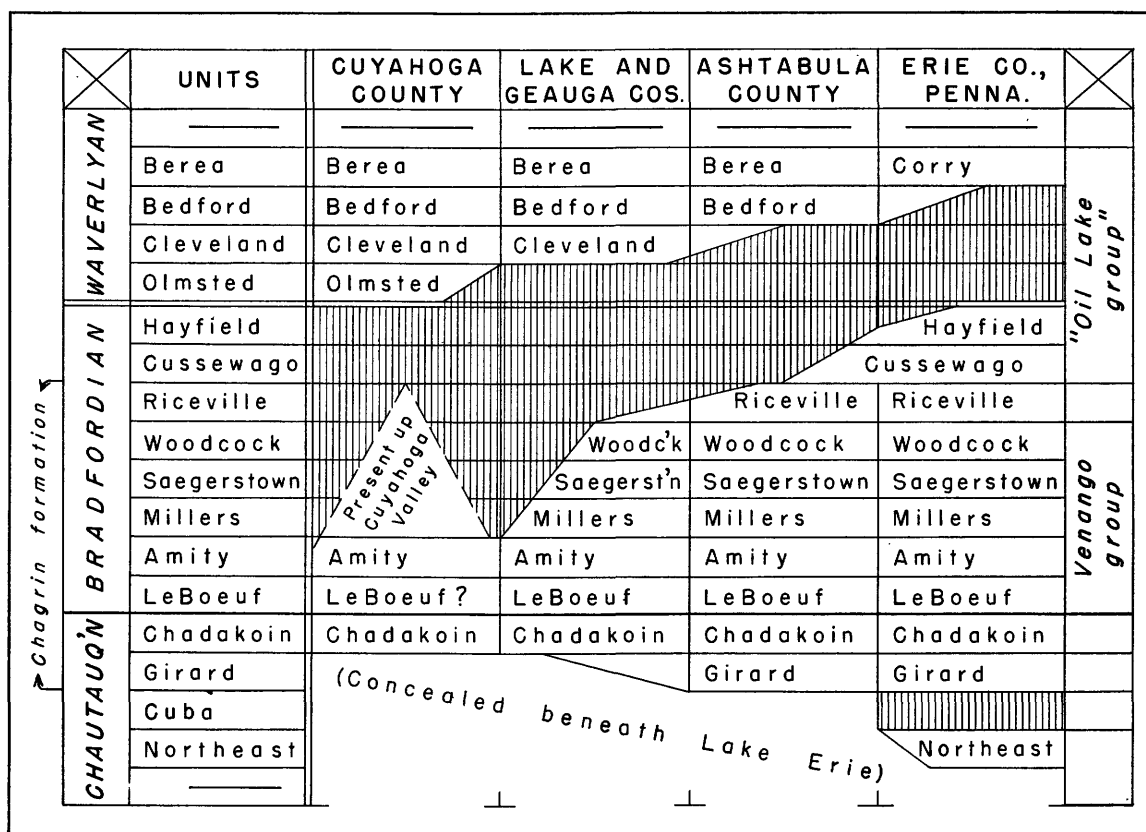 UNITS
CUYAHOGA
COUNTY
LAKE AND
GEAUGA COS.
ASHTABULA
COUNTY
ERIE CO.,
PENNA.
WAVERLYAN
Berea
Berea
Berea
Berea
Corry
Bedford
Bedford
Bedford
Bedford
Cleveland
Cleveland
Cleveland
Olmsted
Olmsted
"Oil Lake
group"
BRADFORDIAN
Hayfield
Hayfield
Cussewago
Cussewago
Riceville
Riceville
Riceville
Woodcock
Woodc'k
Woodcock
Woodcock
Saegerstown
Saegerst'n
Saegerstown
Saegerstown
Millers
Present up
Cuyahoga
Valley
Millers
Millers
Millers
Amity
Amity
Amity
Amity
Amity
LeBoeuf
LeBoeuf?
LeBoeuf
LeBoeuf
LeBoeuf
Venango
group
Chagrin formation
CHAUTAUQ'N
Chadakoin
Chadakoin
Chadakoin
Chadakoin
Chadakoin
Girard
Girard
Girard
Cuba
Northeast
Northeast
(Concealed beneath Lake Erie)